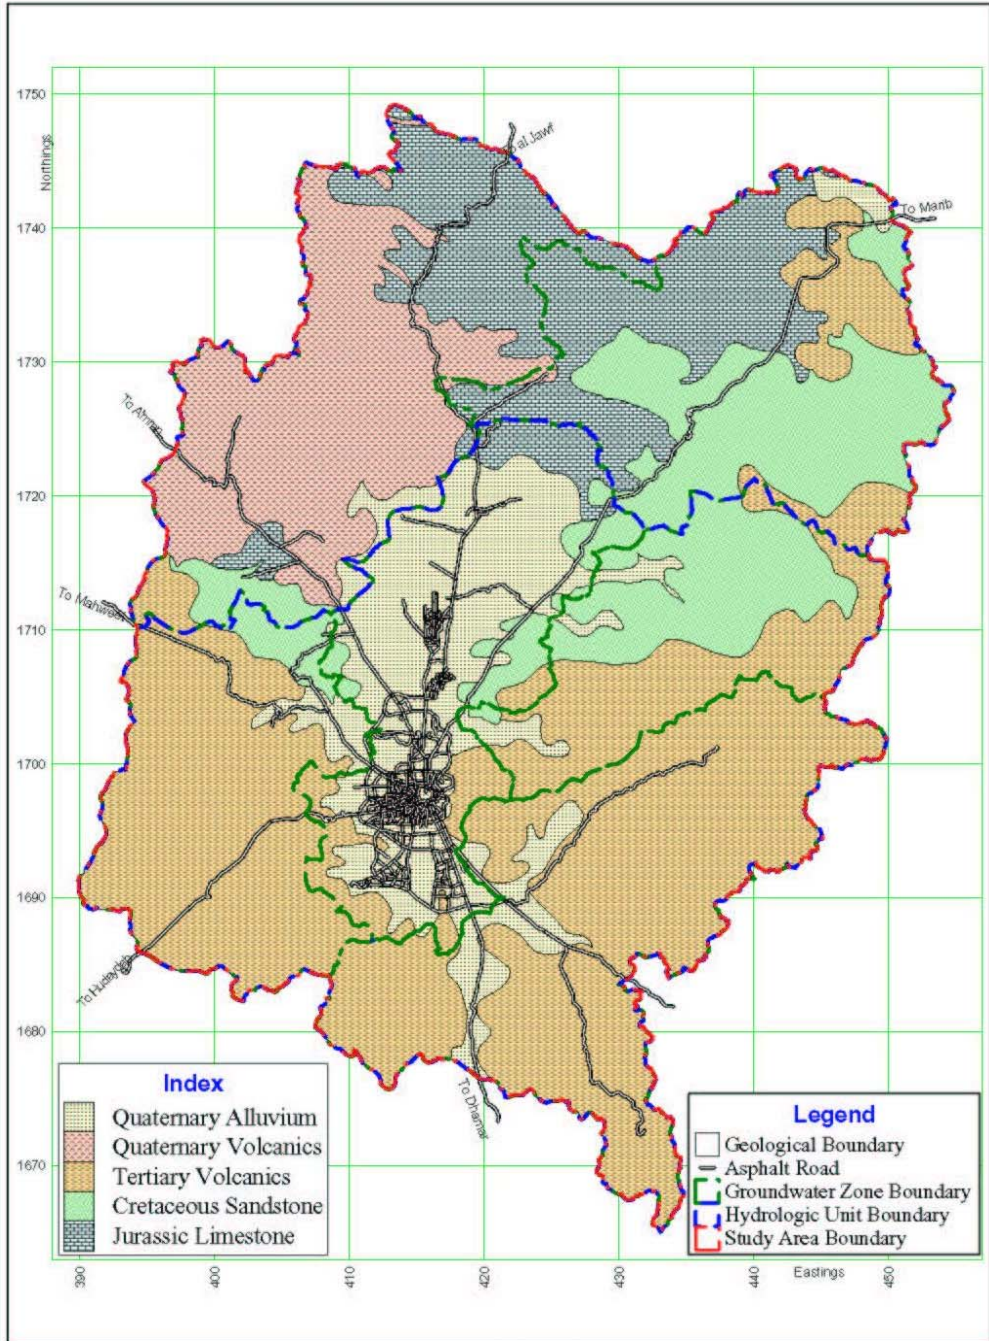 1750
Northings
To al Jawf
1740
To Marib
1730
To Amran
1720
To Mahweet
1710
1700
1690
To Hudaydah
1680
To Dhamar
1670
Index
Quaternary Alluvium
Quaternary Volcanics
Tertiary Volcanics
Cretaceous Sandstone
Jurassic Limestone
Legend
Geological Boundary
Asphalt Road
Groundwater Zone Boundary
Hydrologic Unit Boundary
Study Area Boundary
390
400
410
420
430
440
Eastings
450